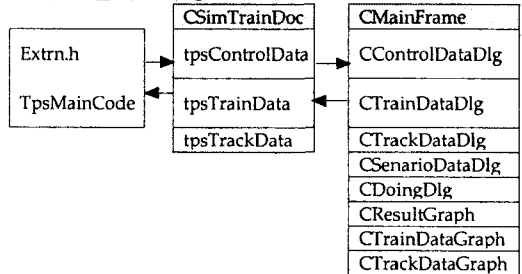 CSimTrainDoc
CMainFrame
Extrn.h
tpsControlData
CControlDataDlg
TpsMainCode
tpsTrainData
CTrainDataDlg
tpsTrackData
CTrackDataDlg
CSenarioDataDlg
CDoingDlg
CResultGraph
CTrainDataGraph
CTrackDataGraph